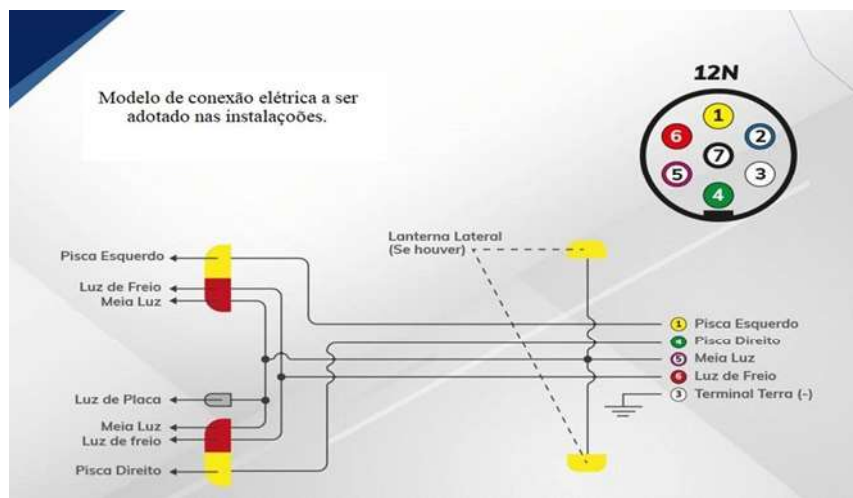 Modelo de conexão elétrica a ser
adotado nas instalaçoões.
12N
1
6
2
7
5
3
4
Lanterna Lateral
(Se houver)
Pisca Esquerdo
Luz de Freio
Meia Luz
1 Pisca Esquerdo
4 Pisca Direito
5 Meia Luz
6 Luz de Freio
3 Terminal Terra (-)
Luz de Placa
Meia Luz
Luz de freio
Pisca Direito